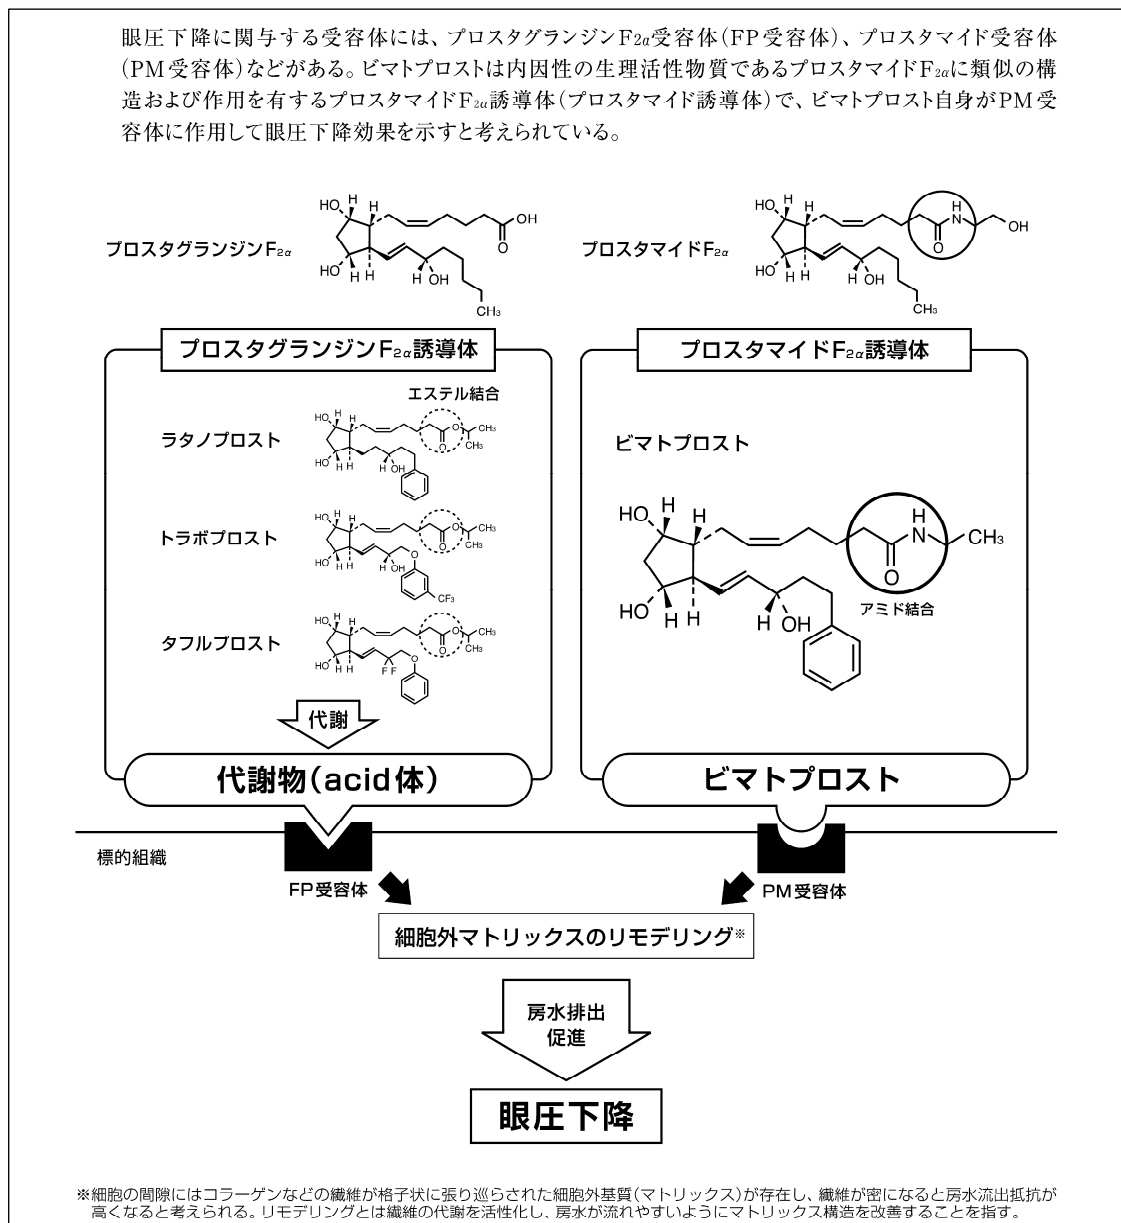 眼圧下降に関与する受容体には、プロスタグランジンF2α受容体(FP受容体)、プロスタマイド受容体
(PM受容体)などがある。ビマトプロストは内因性の生理活性物質であるプロスタマイドF2αに類似の構
造および作用を有するプロスタマイドF2α誘導体(プロスタマイド誘導体)で、ビマトプロスト自身がPM受
容体に作用して眼圧下降効果を示すと考えられている。
プロスタグランジンF2α
HO H H OH O HO H H H OH CH3
プロスタマイドF2α
HO H H H N O OH HO H H H OH CH3
プロスタグランジンF2α誘導体
エステル結合
ラタノプロスト
HO H H O O CH3 CH3 HO H H H OH
トラボプロスト
HO H H O O CH3 CH3 HO H H H OH O CF3
タフルプロスト
HO H H O O CH3 CH3 HO H H F F O
代謝
代謝物(acid体)
プロスタマイドF2α誘導体
ビマトプロスト
HO H H H N CH3 O HO H H H OH
アミド結合
ビマトプロスト
標的組織
FP受容体
PM受容体
細胞外マトリックスのリモデリング※
房水排出
促進
眼圧下降
※細胞の間隙にはコラーゲンなどの繊維が格子状に張り巡らされた細胞外基質(マトリックス)が存在し、繊維が密になると房水流出抵抗が
高くなると考えられる。リモデリングとは繊維の代謝を活性化し、房水が流れやすいようにマトリックス構造を改善することを指す。